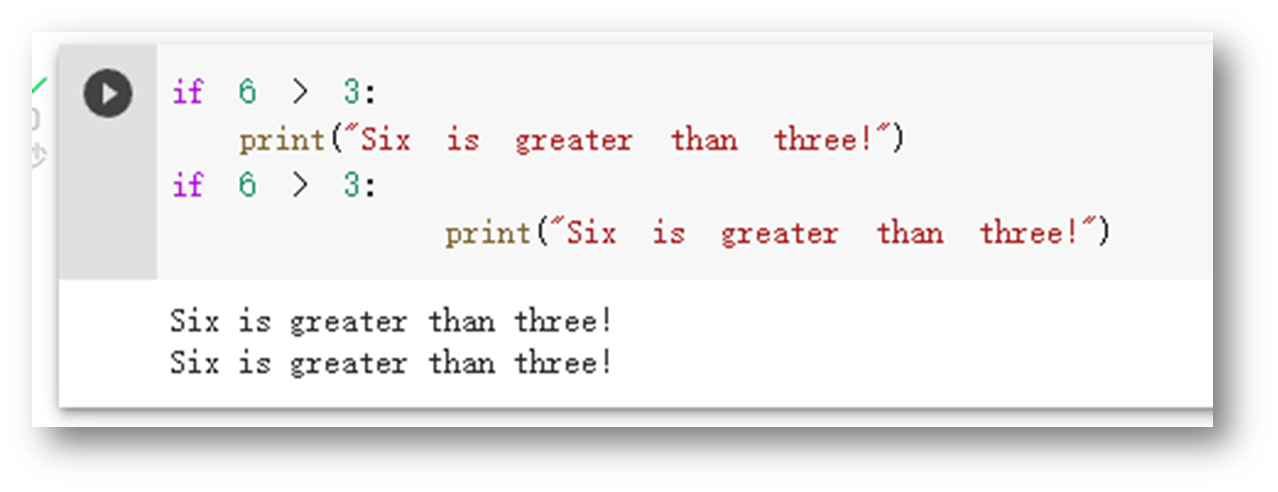 if 6 > 3:
    print("Six is greater than three!")
if 6 > 3:
                print("Six is greater than three!")
Six is greater than three!
Six is greater than three!